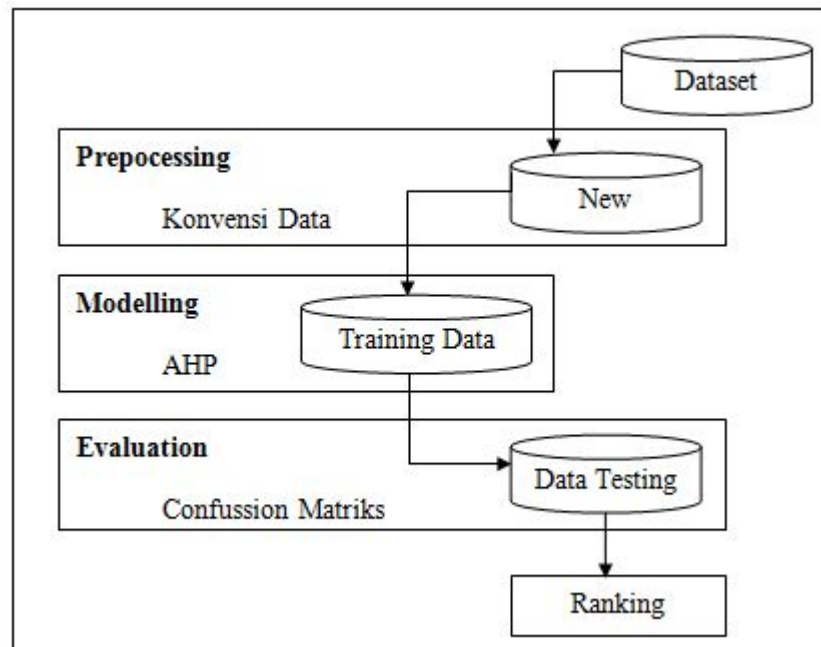 Dataset
Prepocessing
New
Konvensi Data
Modelling
Training Data
AHP
Evaluation
Data Testing
Confussion Matriks
Ranking